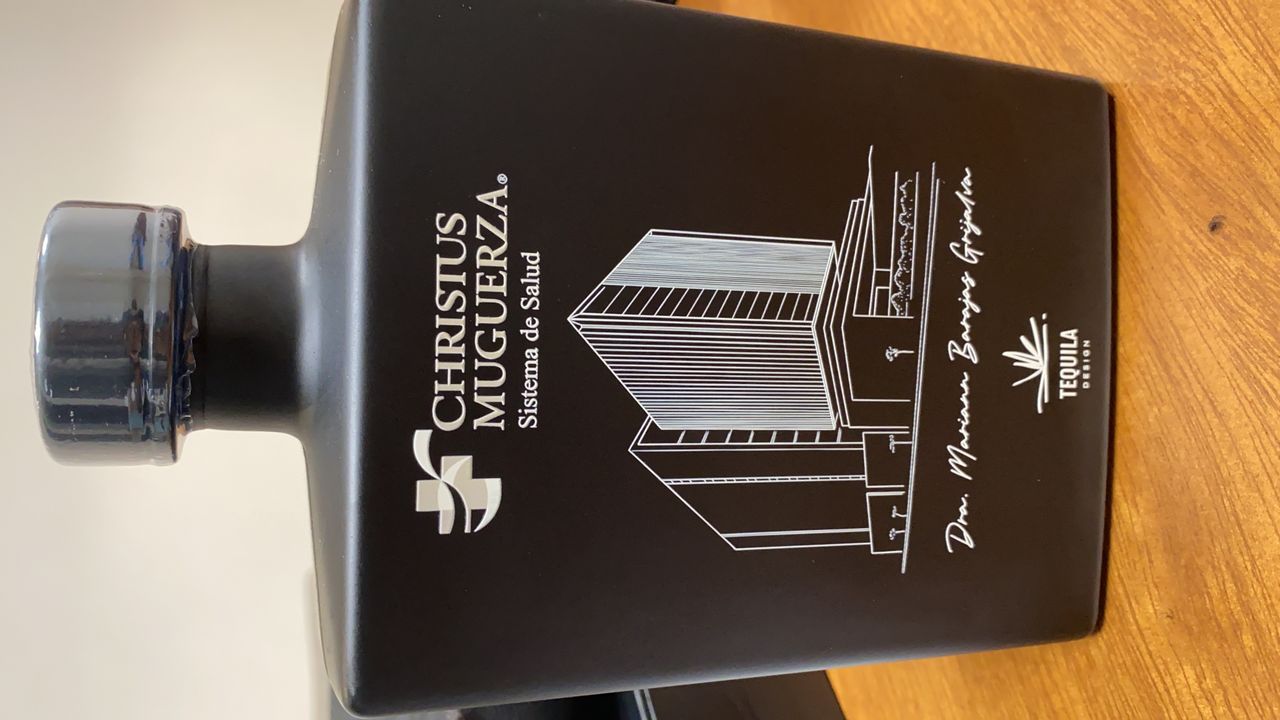 CHRISTUS
MUGUERZA®
Sistema de Salud
Dra. Mariana Barajas Grijalva
TEQUILA
DESIGN